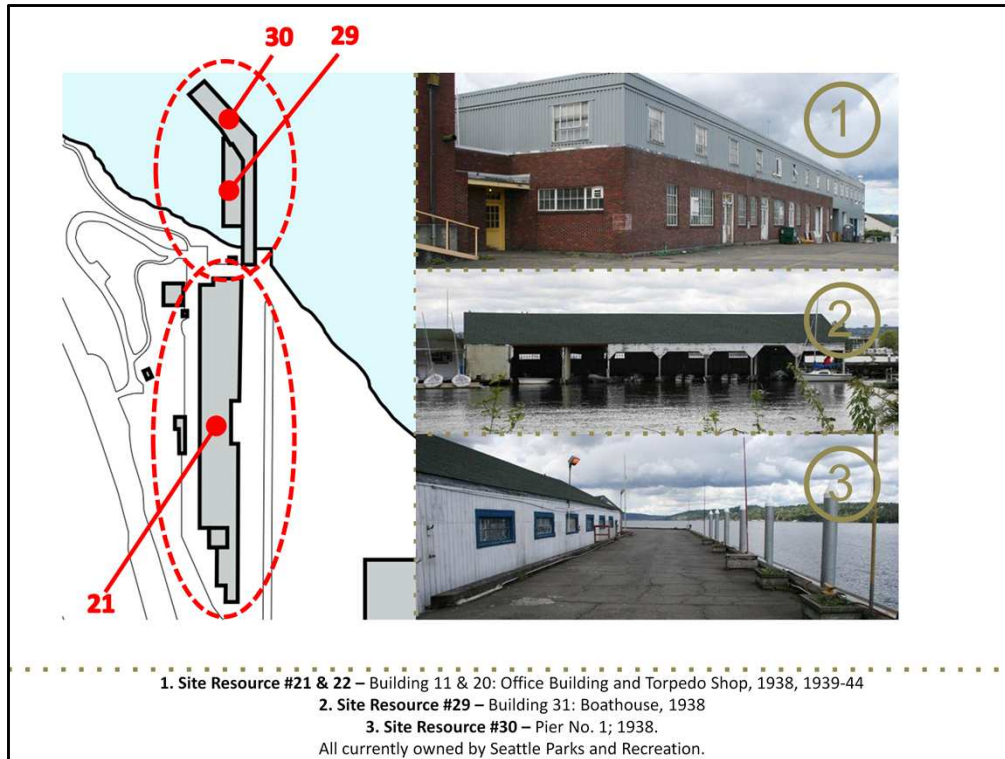 30
29
21
1
2
3
1. Site Resource #21 & 22 – Building 11 & 20: Office Building and Torpedo Shop, 1938, 1939-44
2. Site Resource #29 – Building 31: Boathouse, 1938
3. Site Resource #30 – Pier No. 1; 1938.
All currently owned by Seattle Parks and Recreation.